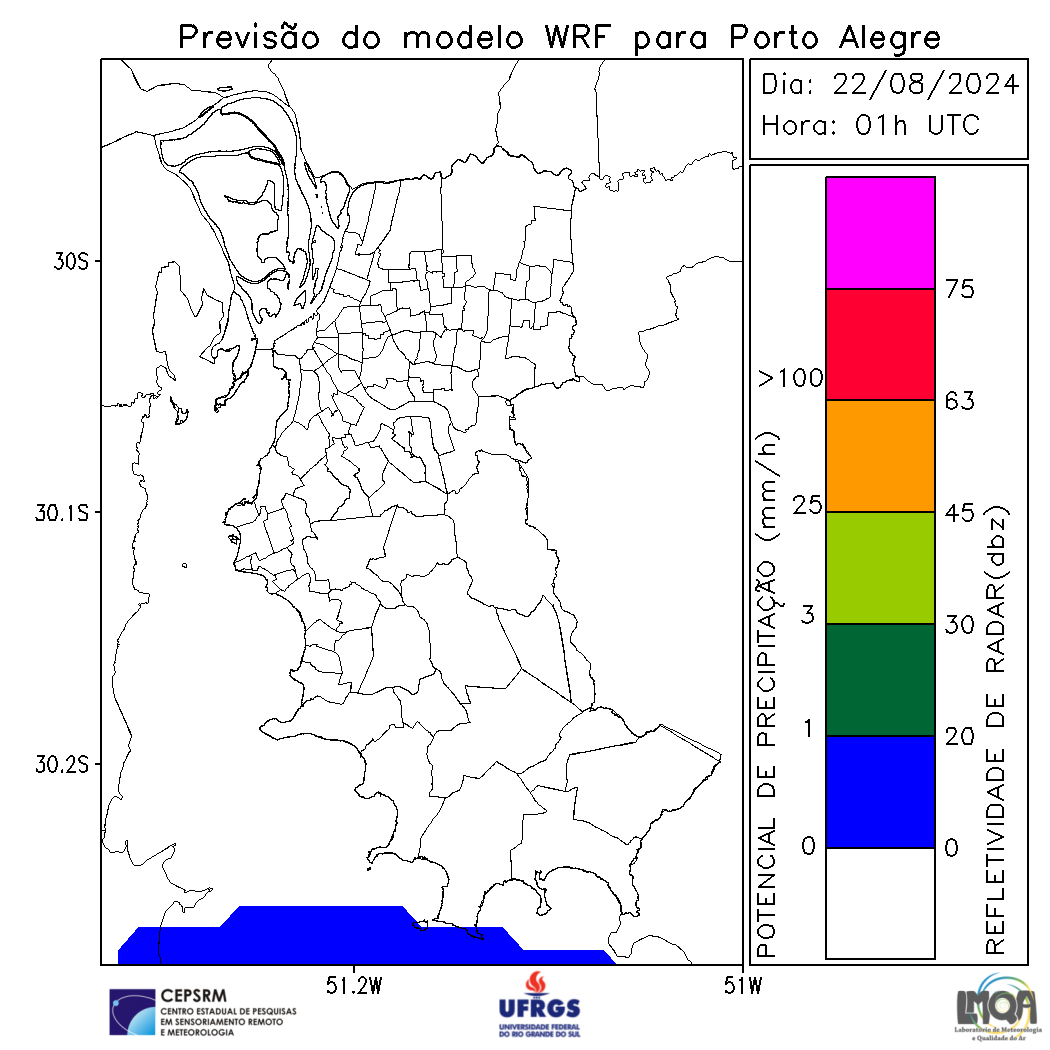 Previsão do modelo WRF para Porto Alegre
Dia: 22/08/2024
Hora: 01h UTC
30S
30.1S
30.2S
51.2W
51W
POTENCIAL DE PRECIPITAÇÃO (mm/h)
>100
25
3
1
0
75
63
45
30
20
0
REFLETIVIDADE DE RADAR(dbz)
CEPSRM
CENTRO ESTADUAL DE PESQUISAS
EM SENSORIAMENTO REMOTO
E METEOROLOGIA
UFRGS
UNIVERSIDADE FEDERAL
DO RIO GRANDE DO SUL
LMQA
Laboratório de Meteorologia
e Qualidade do Ar